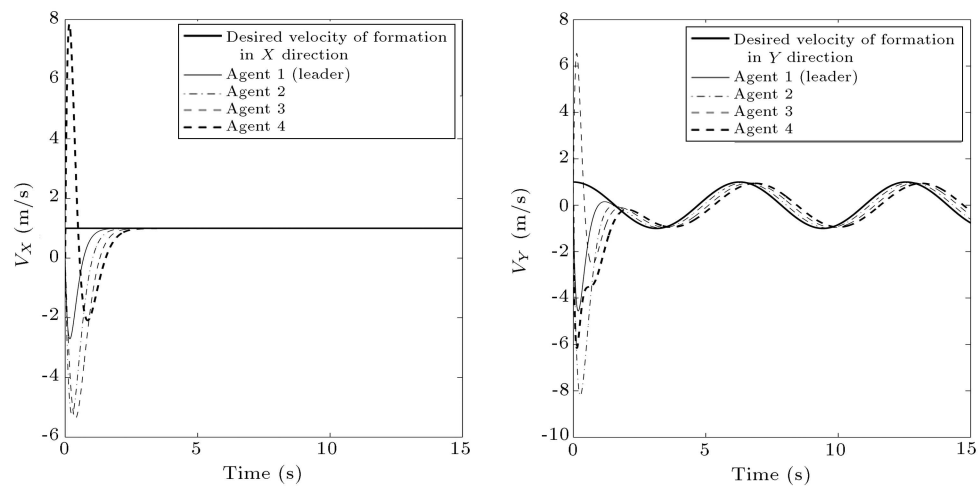 8
6
4
2
0
-2
-4
-6
V_X (m/s)
0
5
10
15
Time (s)
Desired velocity of formation
in X direction
Agent 1 (leader)
Agent 2
Agent 3
Agent 4
8
6
4
2
0
-2
-4
-6
-8
-10
V_Y (m/s)
0
5
10
15
Time (s)
Desired velocity of formation
in Y direction
Agent 1 (leader)
Agent 2
Agent 3
Agent 4